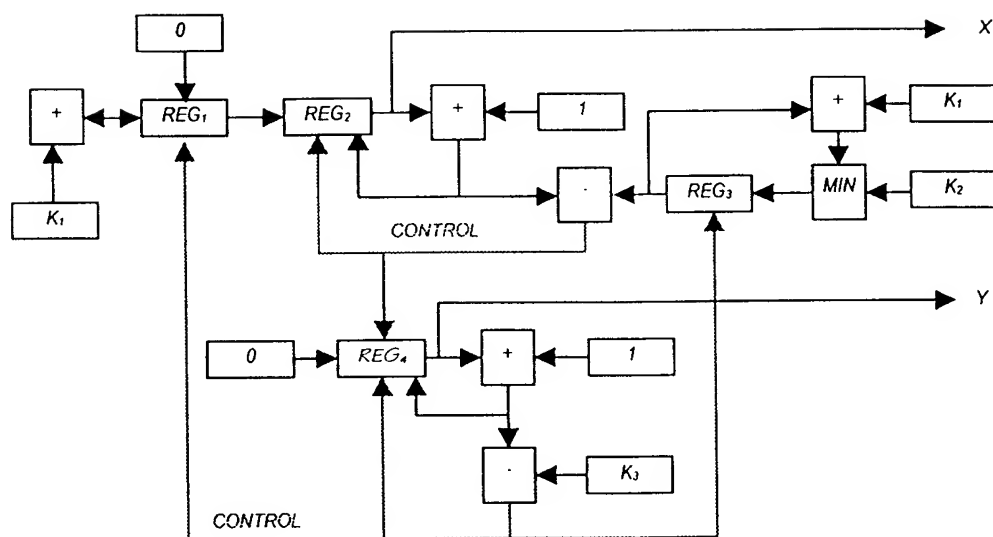 0
X
+
REG₁
REG₂
+
1
+
K₁
K₁
-
REG₃
MIN
K₂
CONTROL
Y
0
REG₄
+
1
-
K₃
CONTROL